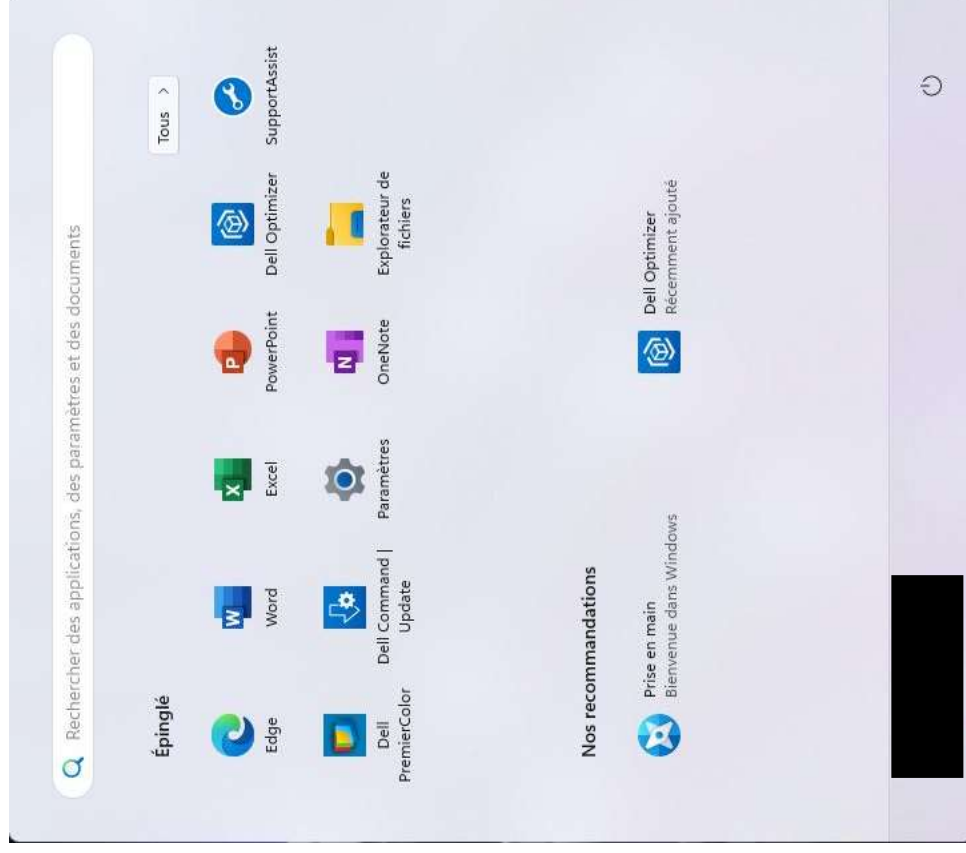 Rechercher des applications, des paramètres et des documents
Épinglé
Tous >
Edge
Word
Excel
PowerPoint
Dell Optimizer
SupportAssist
Dell
PremierColor
Dell Command |
Update
Paramètres
OneNote
Explorateur de
fichiers
Nos recommandations
Prise en main
Bienvenue dans Windows
Dell Optimizer
Récemment ajouté